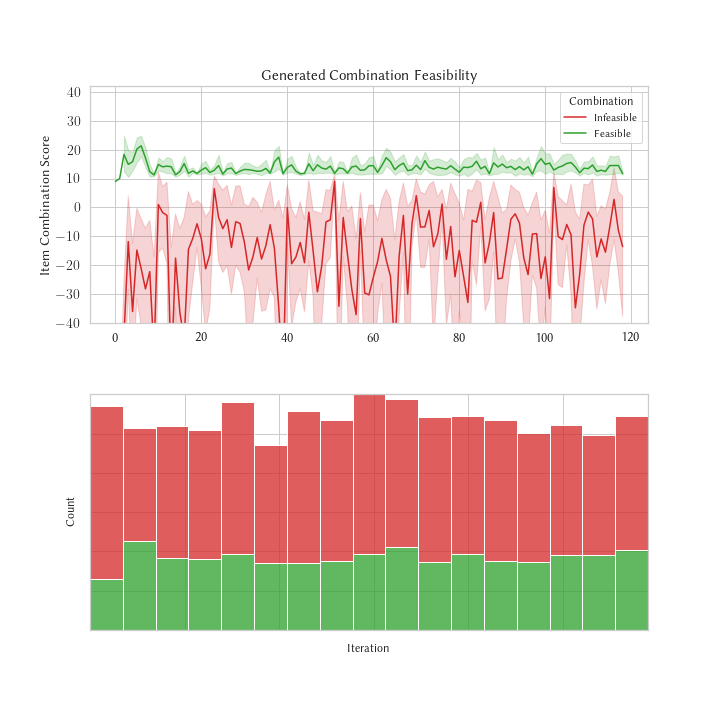 Generated Combination Feasibility
Item Combination Score
40
30
20
10
0
−10
−20
−30
−40
Combination
Infeasible
Feasible
0
20
40
60
80
100
120
Count
Iteration